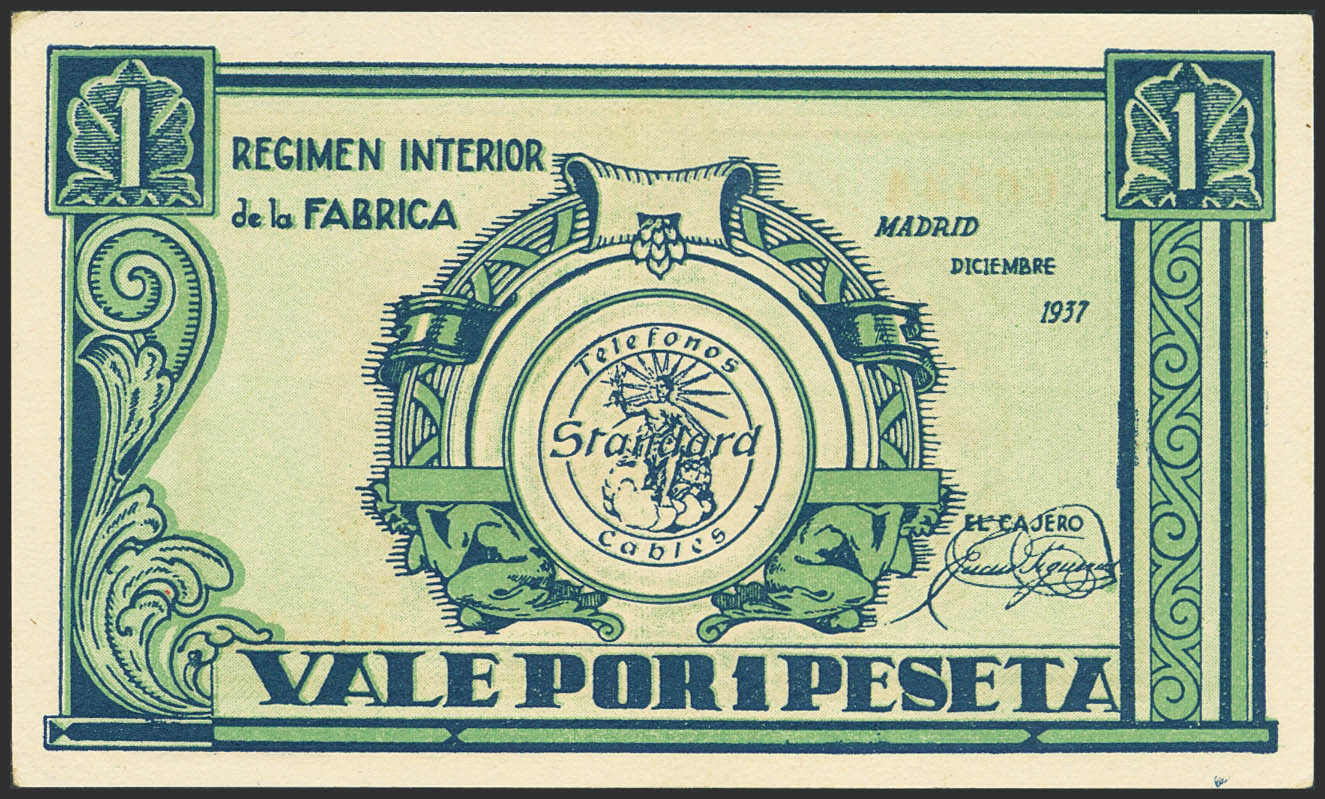 1
1
REGIMEN INTERIOR
de la FABRICA
MADRID
DICIEMBRE
1937
Telefonos
Standard
Cables
EL CAJERO
VALE POR 1 PESETA